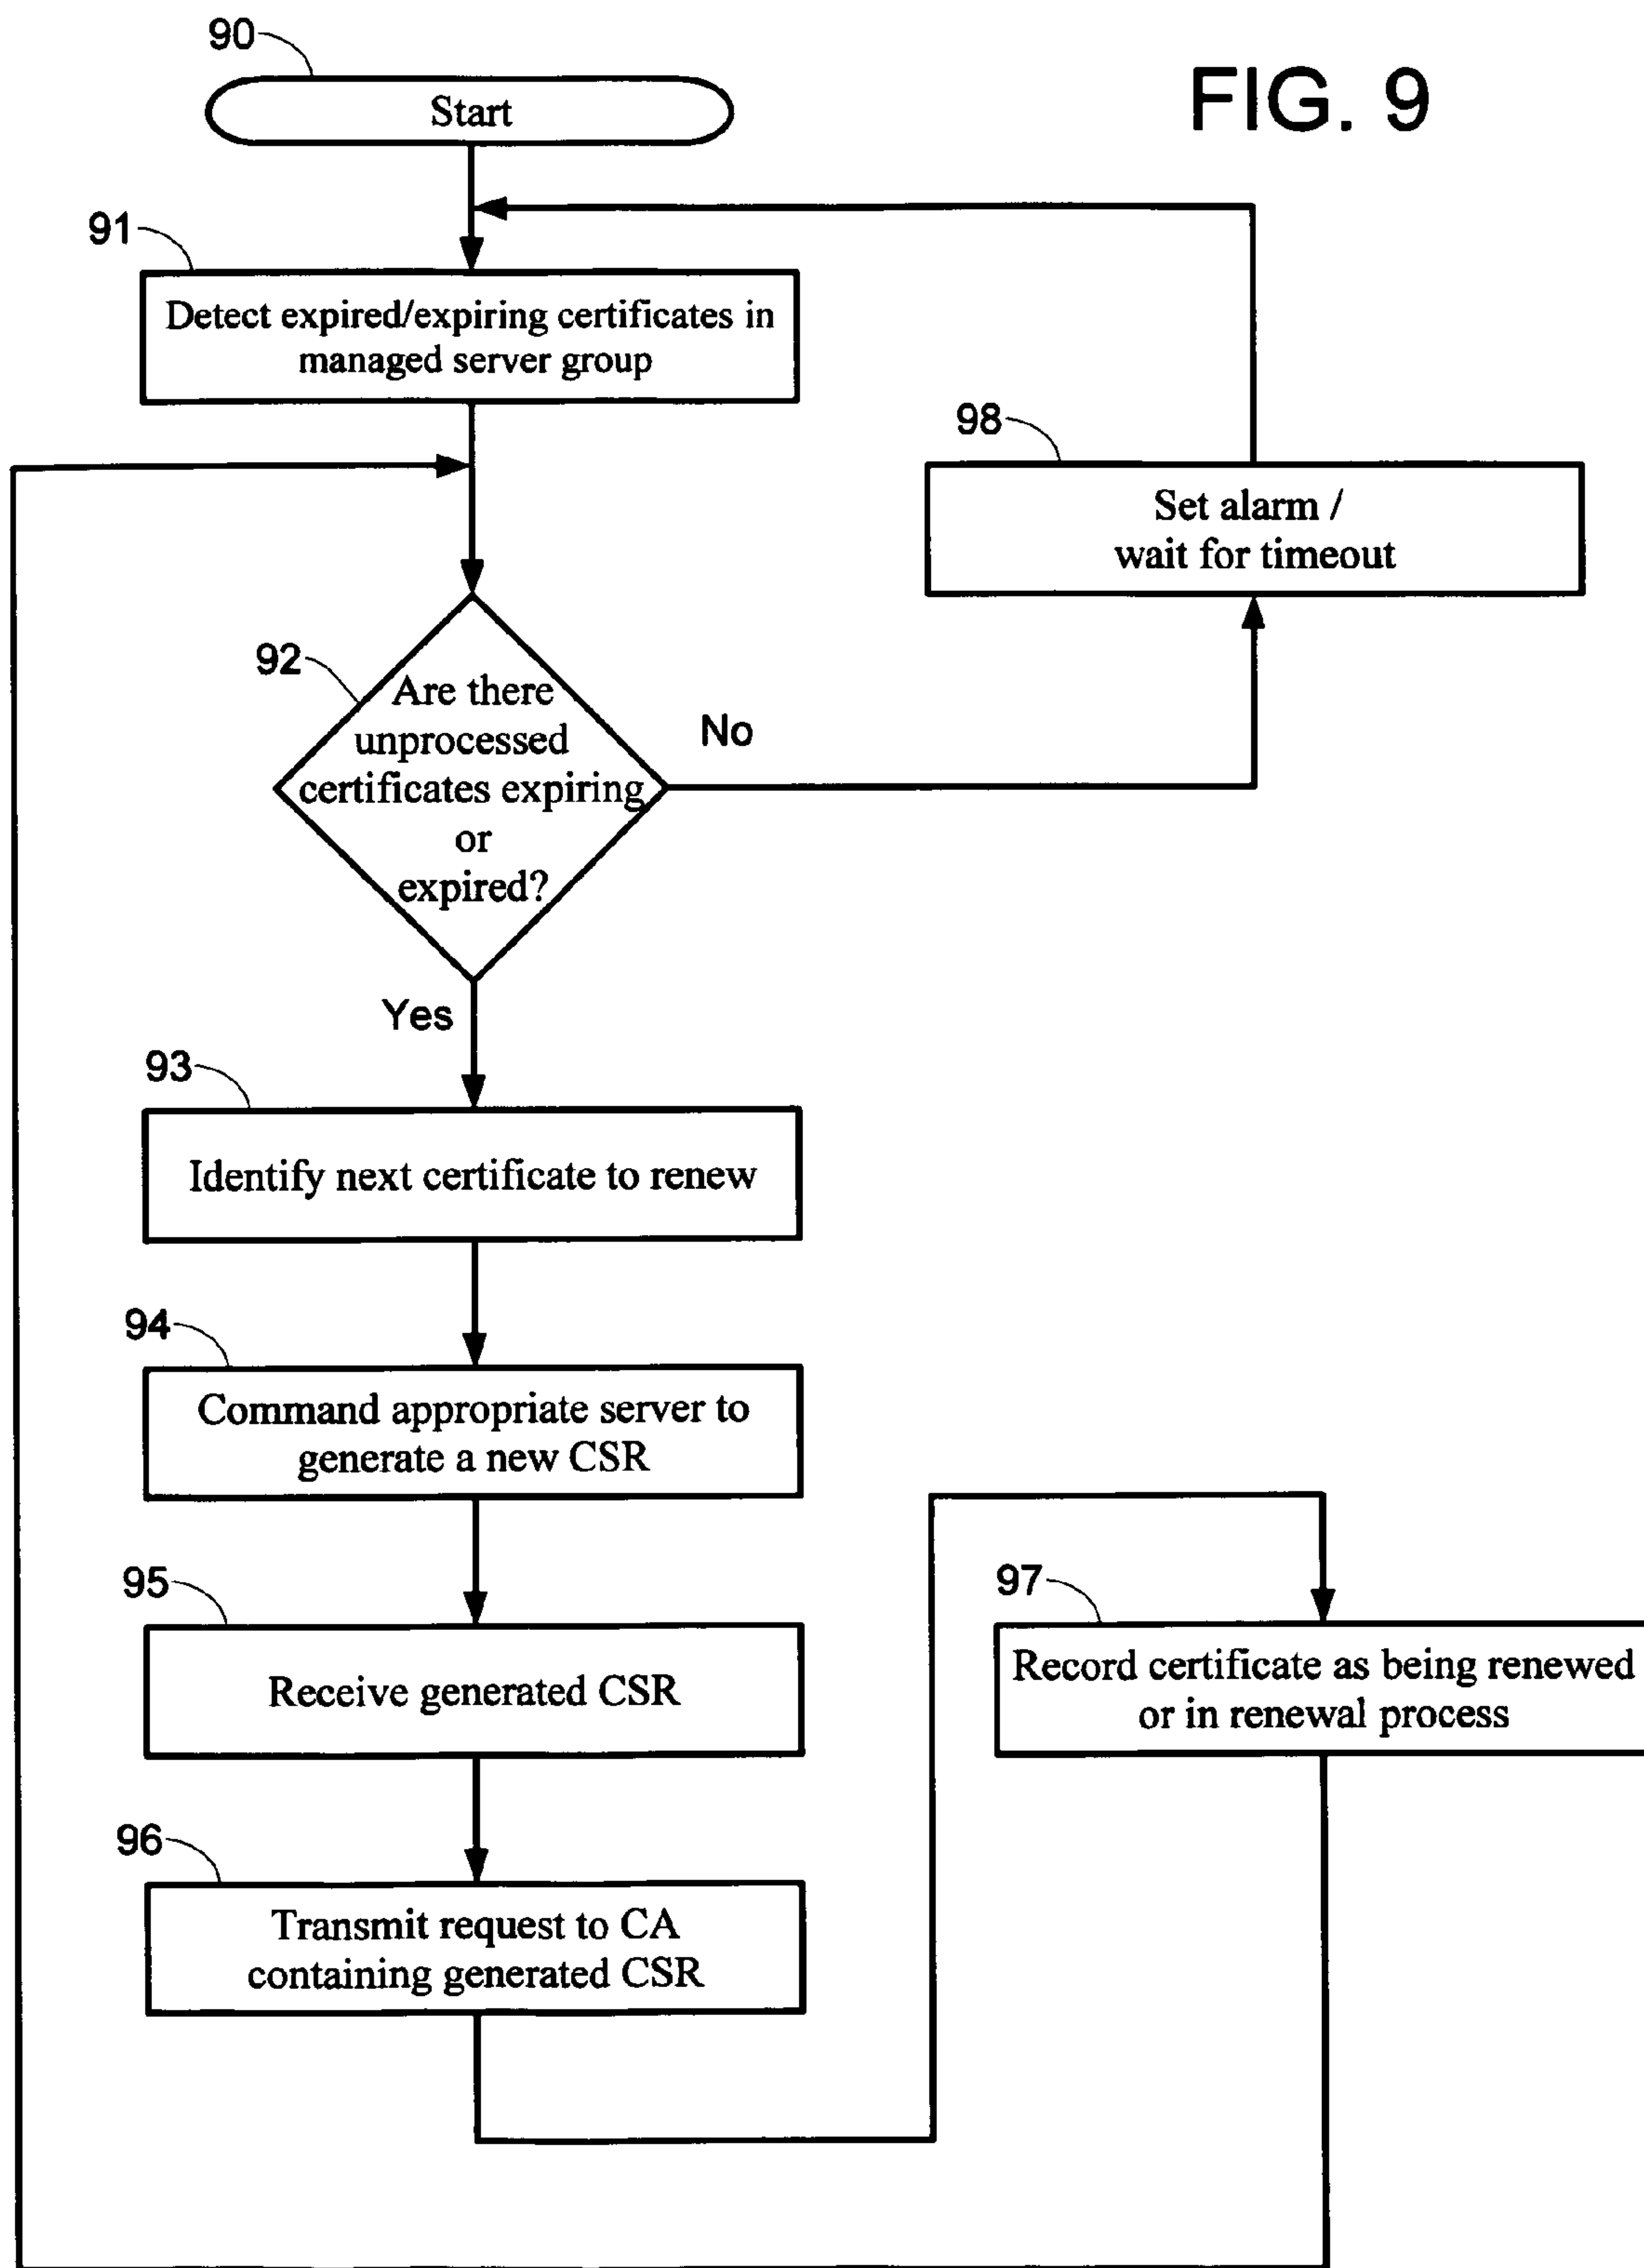 FIG. 9
90
Start
91
Detect expired/expiring certificates in
managed server group
98
Set alarm /
wait for timeout
92
Are there
unprocessed
certificates expiring
or
expired?
No
Yes
93
Identify next certificate to renew
94
Command appropriate server to
generate a new CSR
95
Receive generated CSR
97
Record certificate as being renewed
or in renewal process
96
Transmit request to CA
containing generated CSR